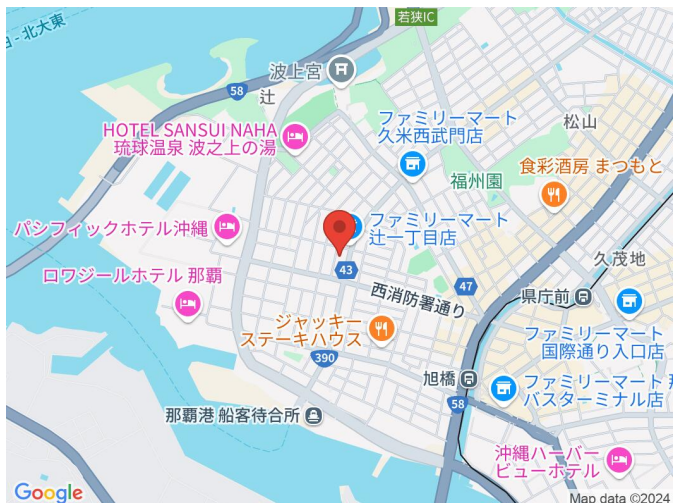 若狭IC
・北大東
58
波上宮
辻
HOTEL SANSUI NAHA
琉球温泉 波之上の湯
ファミリーマート
久米西武門店
松山
福州園
食彩酒房 まつもと
パシフィックホテル沖縄
ファミリーマート
辻一丁目店
久茂地
43
47
ロワジールホテル 那覇
西消防署通り
県庁前
ジャッキー
ステーキハウス
ファミリーマート
国際通り入口店
390
旭橋
ファミリーマート 那
バスターミナル店
58
那覇港 船客待合所
沖縄ハーバー
ビューホテル
Google
Map data ©2024